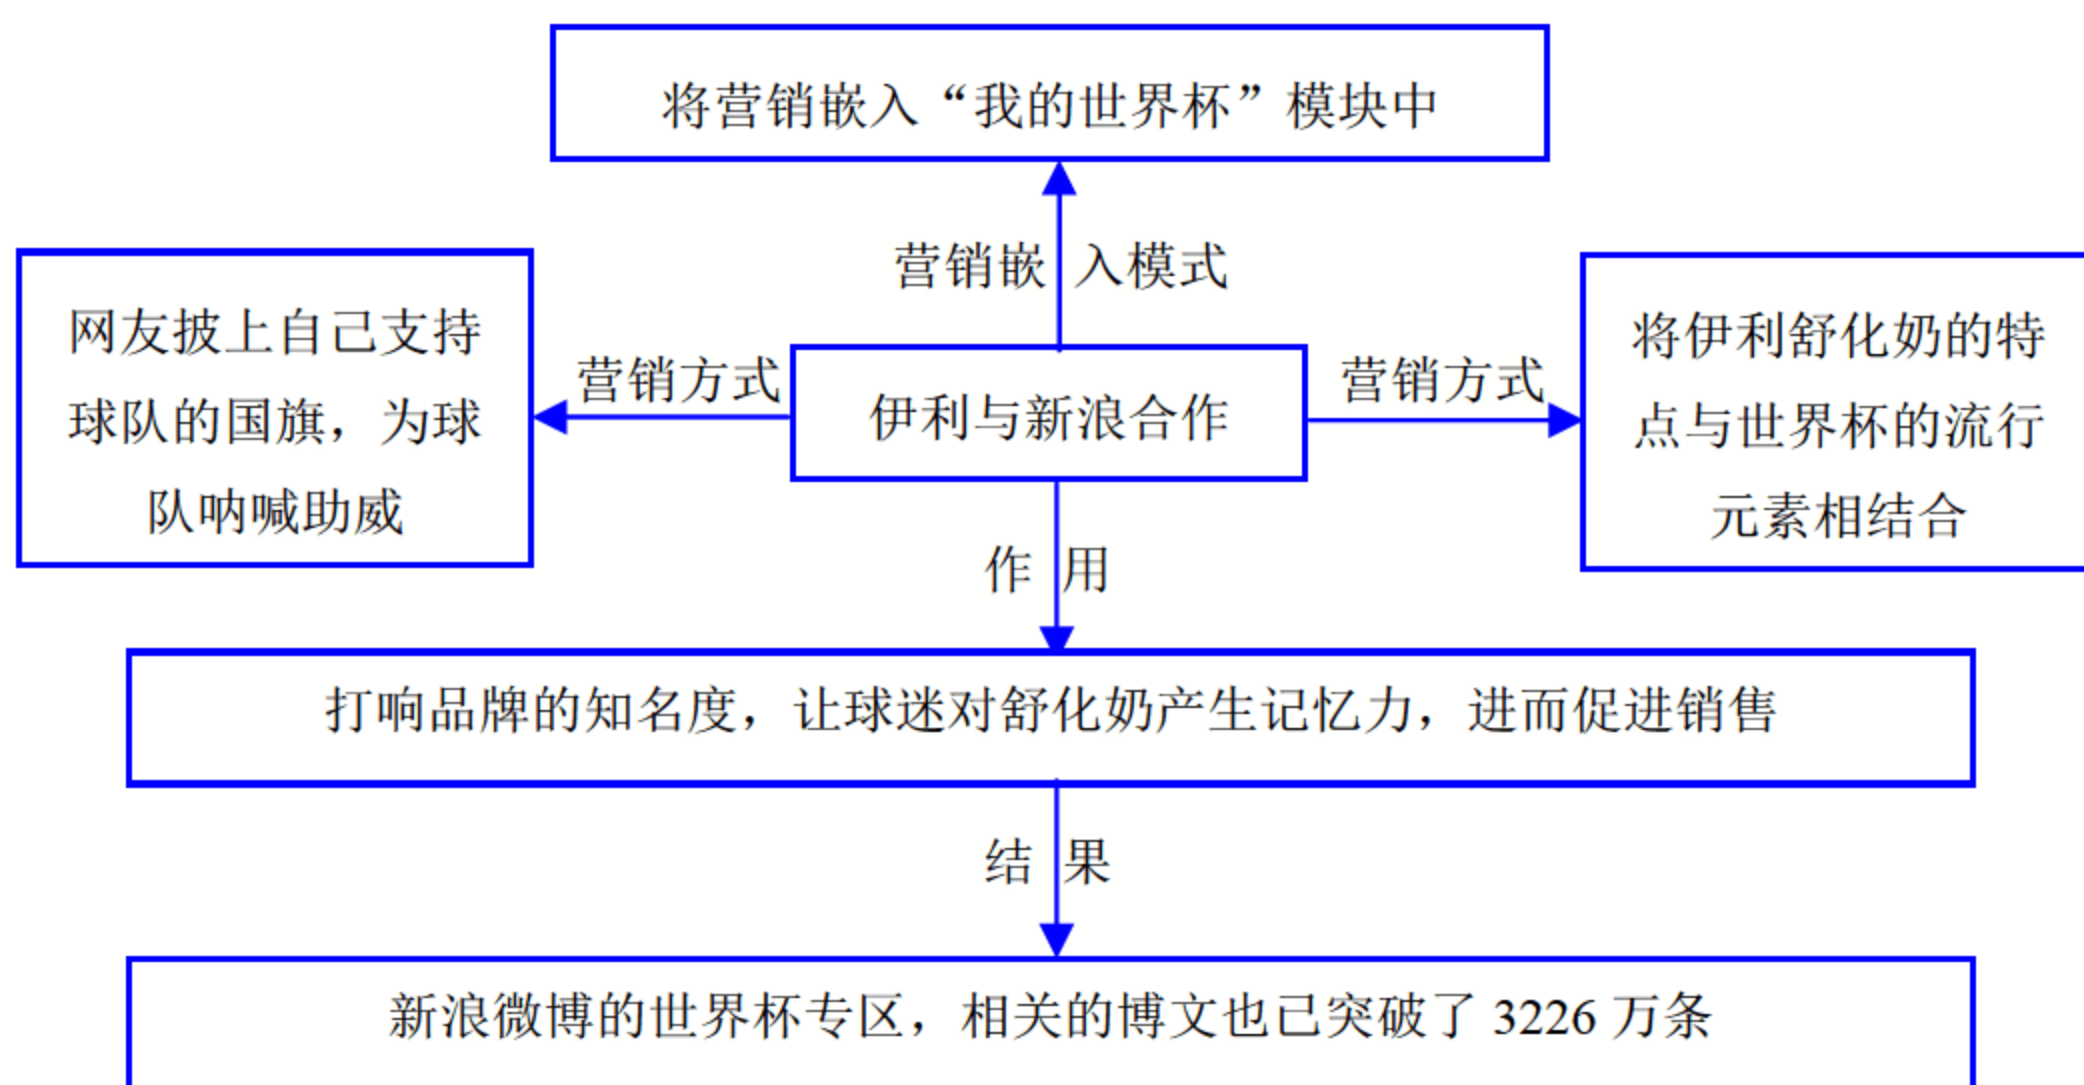 将营销嵌入“我的世界杯”模块中
营销嵌入模式
网友披上自己支持
球队的国旗，为球
队呐喊助威
营销方式
伊利与新浪合作
营销方式
将伊利舒化奶的特
点与世界杯的流行
元素相结合
作用
打响品牌的知名度，让球迷对舒化奶产生记忆力，进而促进销售
结果
新浪微博的世界杯专区，相关的博文也已突破了 3226 万条